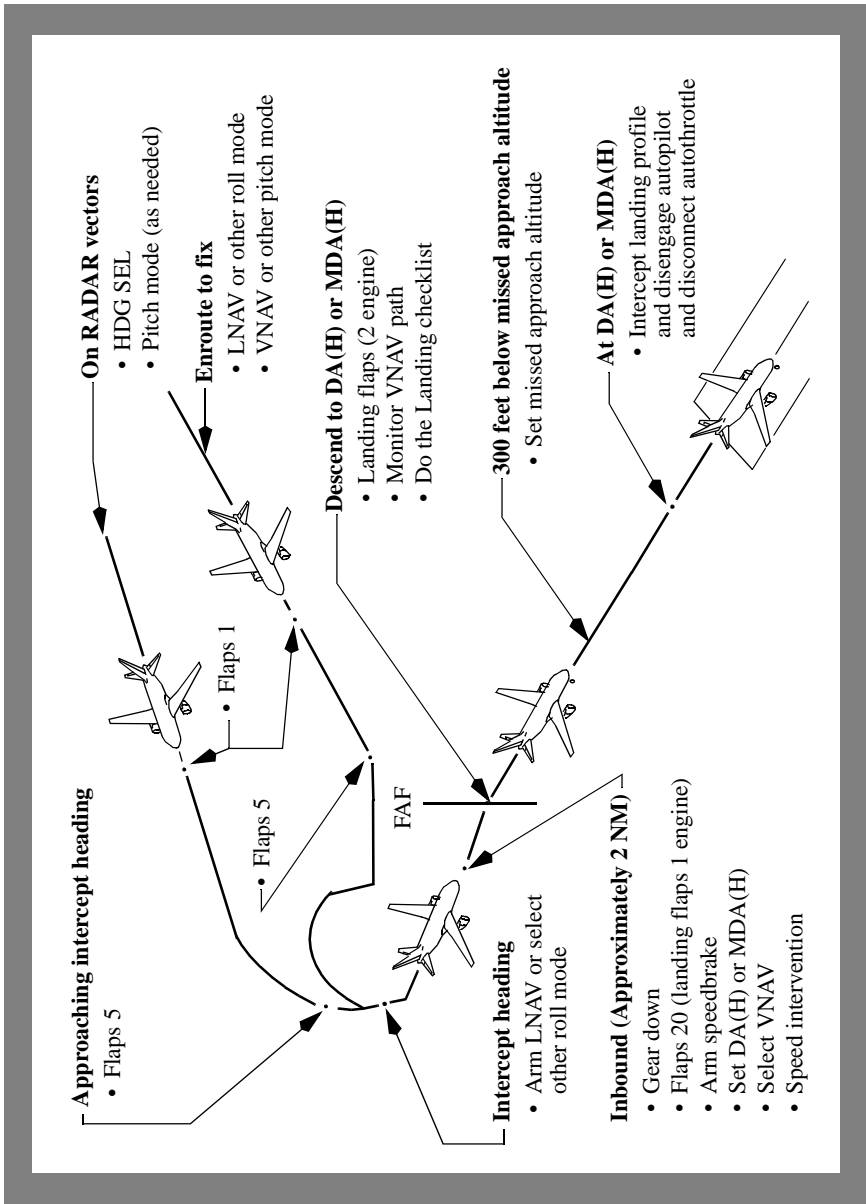 Approaching intercept heading
• Flaps 5
On RADAR vectors
• HDG SEL
• Pitch mode (as needed)
• Flaps 1
Enroute to fix
• LNAV or other roll mode
• VNAV or other pitch mode
• Flaps 5
FAF
Descend to DA(H) or MDA(H)
• Landing flaps (2 engine)
• Monitor VNAV path
• Do the Landing checklist
Intercept heading
• Arm LNAV or select
other roll mode
300 feet below missed approach altitude
• Set missed approach altitude
Inbound (Approximately 2 NM)
• Gear down
• Flaps 20 (landing flaps 1 engine)
• Arm speedbrake
• Set DA(H) or MDA(H)
• Select VNAV
• Speed intervention
At DA(H) or MDA(H)
• Intercept landing profile
and disengage autopilot
and disconnect autothrottle